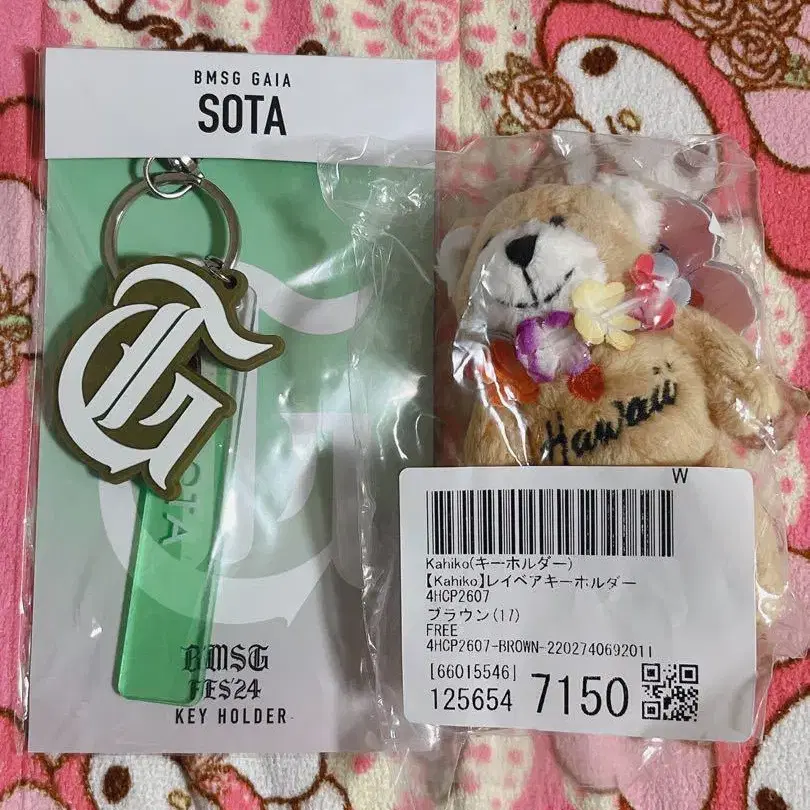 BMSG GAIA
SOTA
G
GAIA
BMSG
FES'24
KEY HOLDER
Hawaii
W
Kahiko(キーホルダー)
【Kahiko】レイベアキーホルダー
4HCP2607
ブラウン(17)
FREE
4HCP2607-BROWN-2202740692011
[66015546]
125654 7150